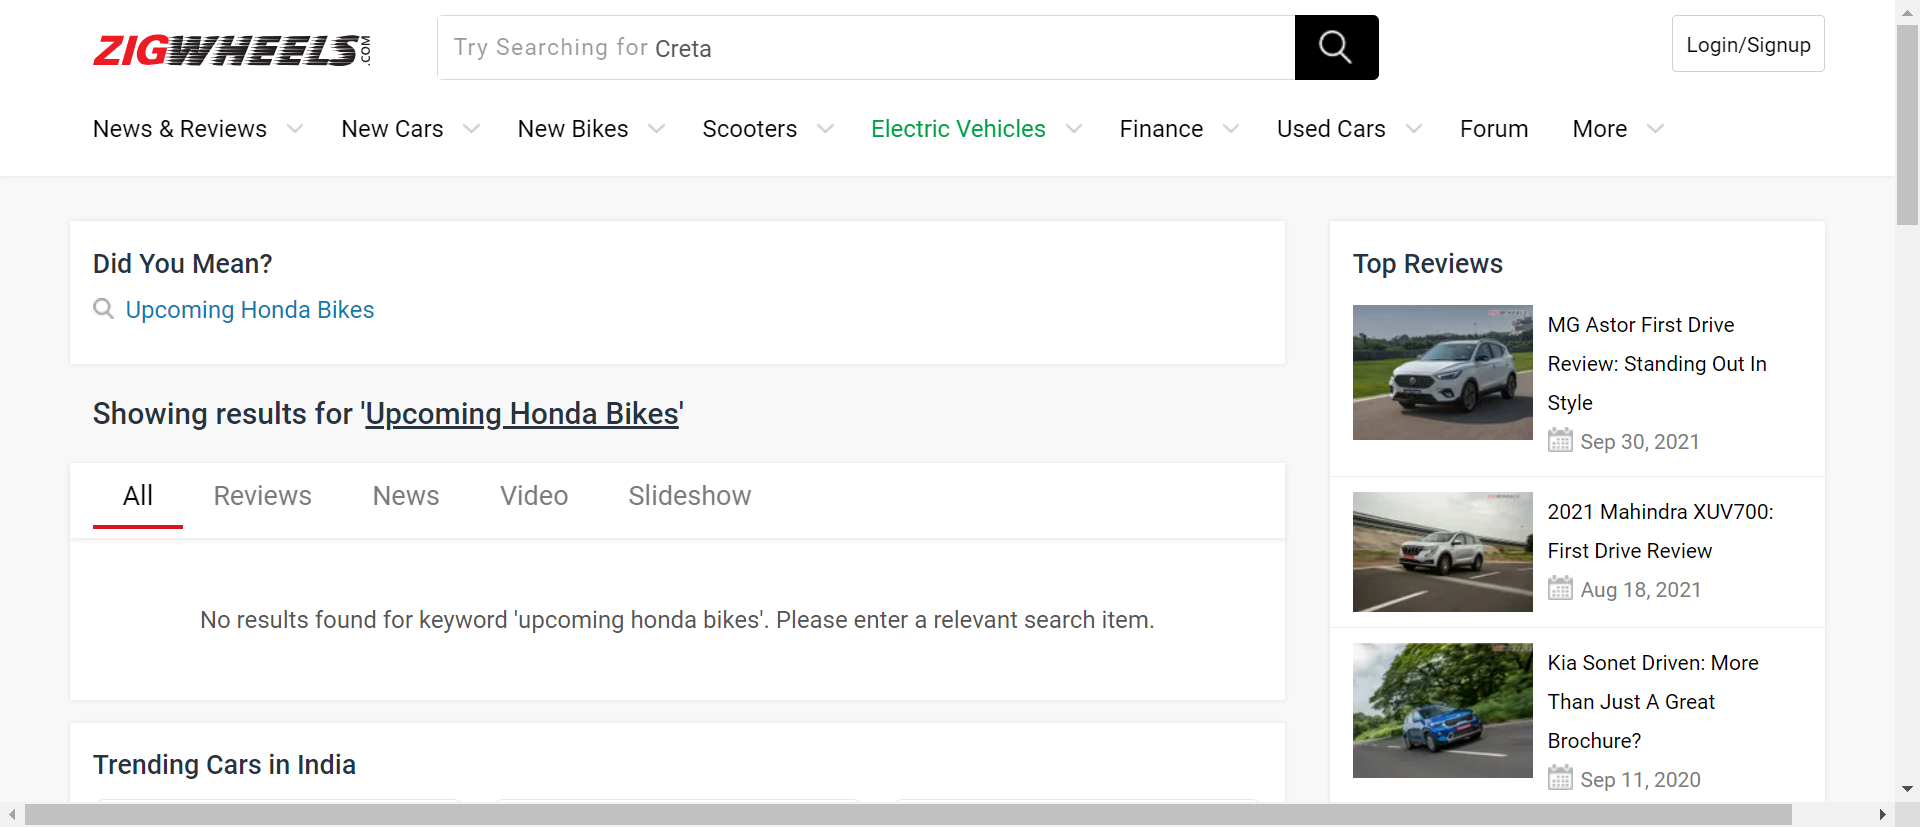 ZIGWHEELS.COM
Try Searching for Creta
Login/Signup
News & Reviews
New Cars
New Bikes
Scooters
Electric Vehicles
Finance
Used Cars
Forum
More
Did You Mean?
Upcoming Honda Bikes
Showing results for 'Upcoming Honda Bikes'
All
Reviews
News
Video
Slideshow
No results found for keyword 'upcoming honda bikes'. Please enter a relevant search item.
Trending Cars in India
Top Reviews
MG Astor First Drive
Review: Standing Out In
Style
Sep 30, 2021
2021 Mahindra XUV700:
First Drive Review
Aug 18, 2021
Kia Sonet Driven: More
Than Just A Great
Brochure?
Sep 11, 2020